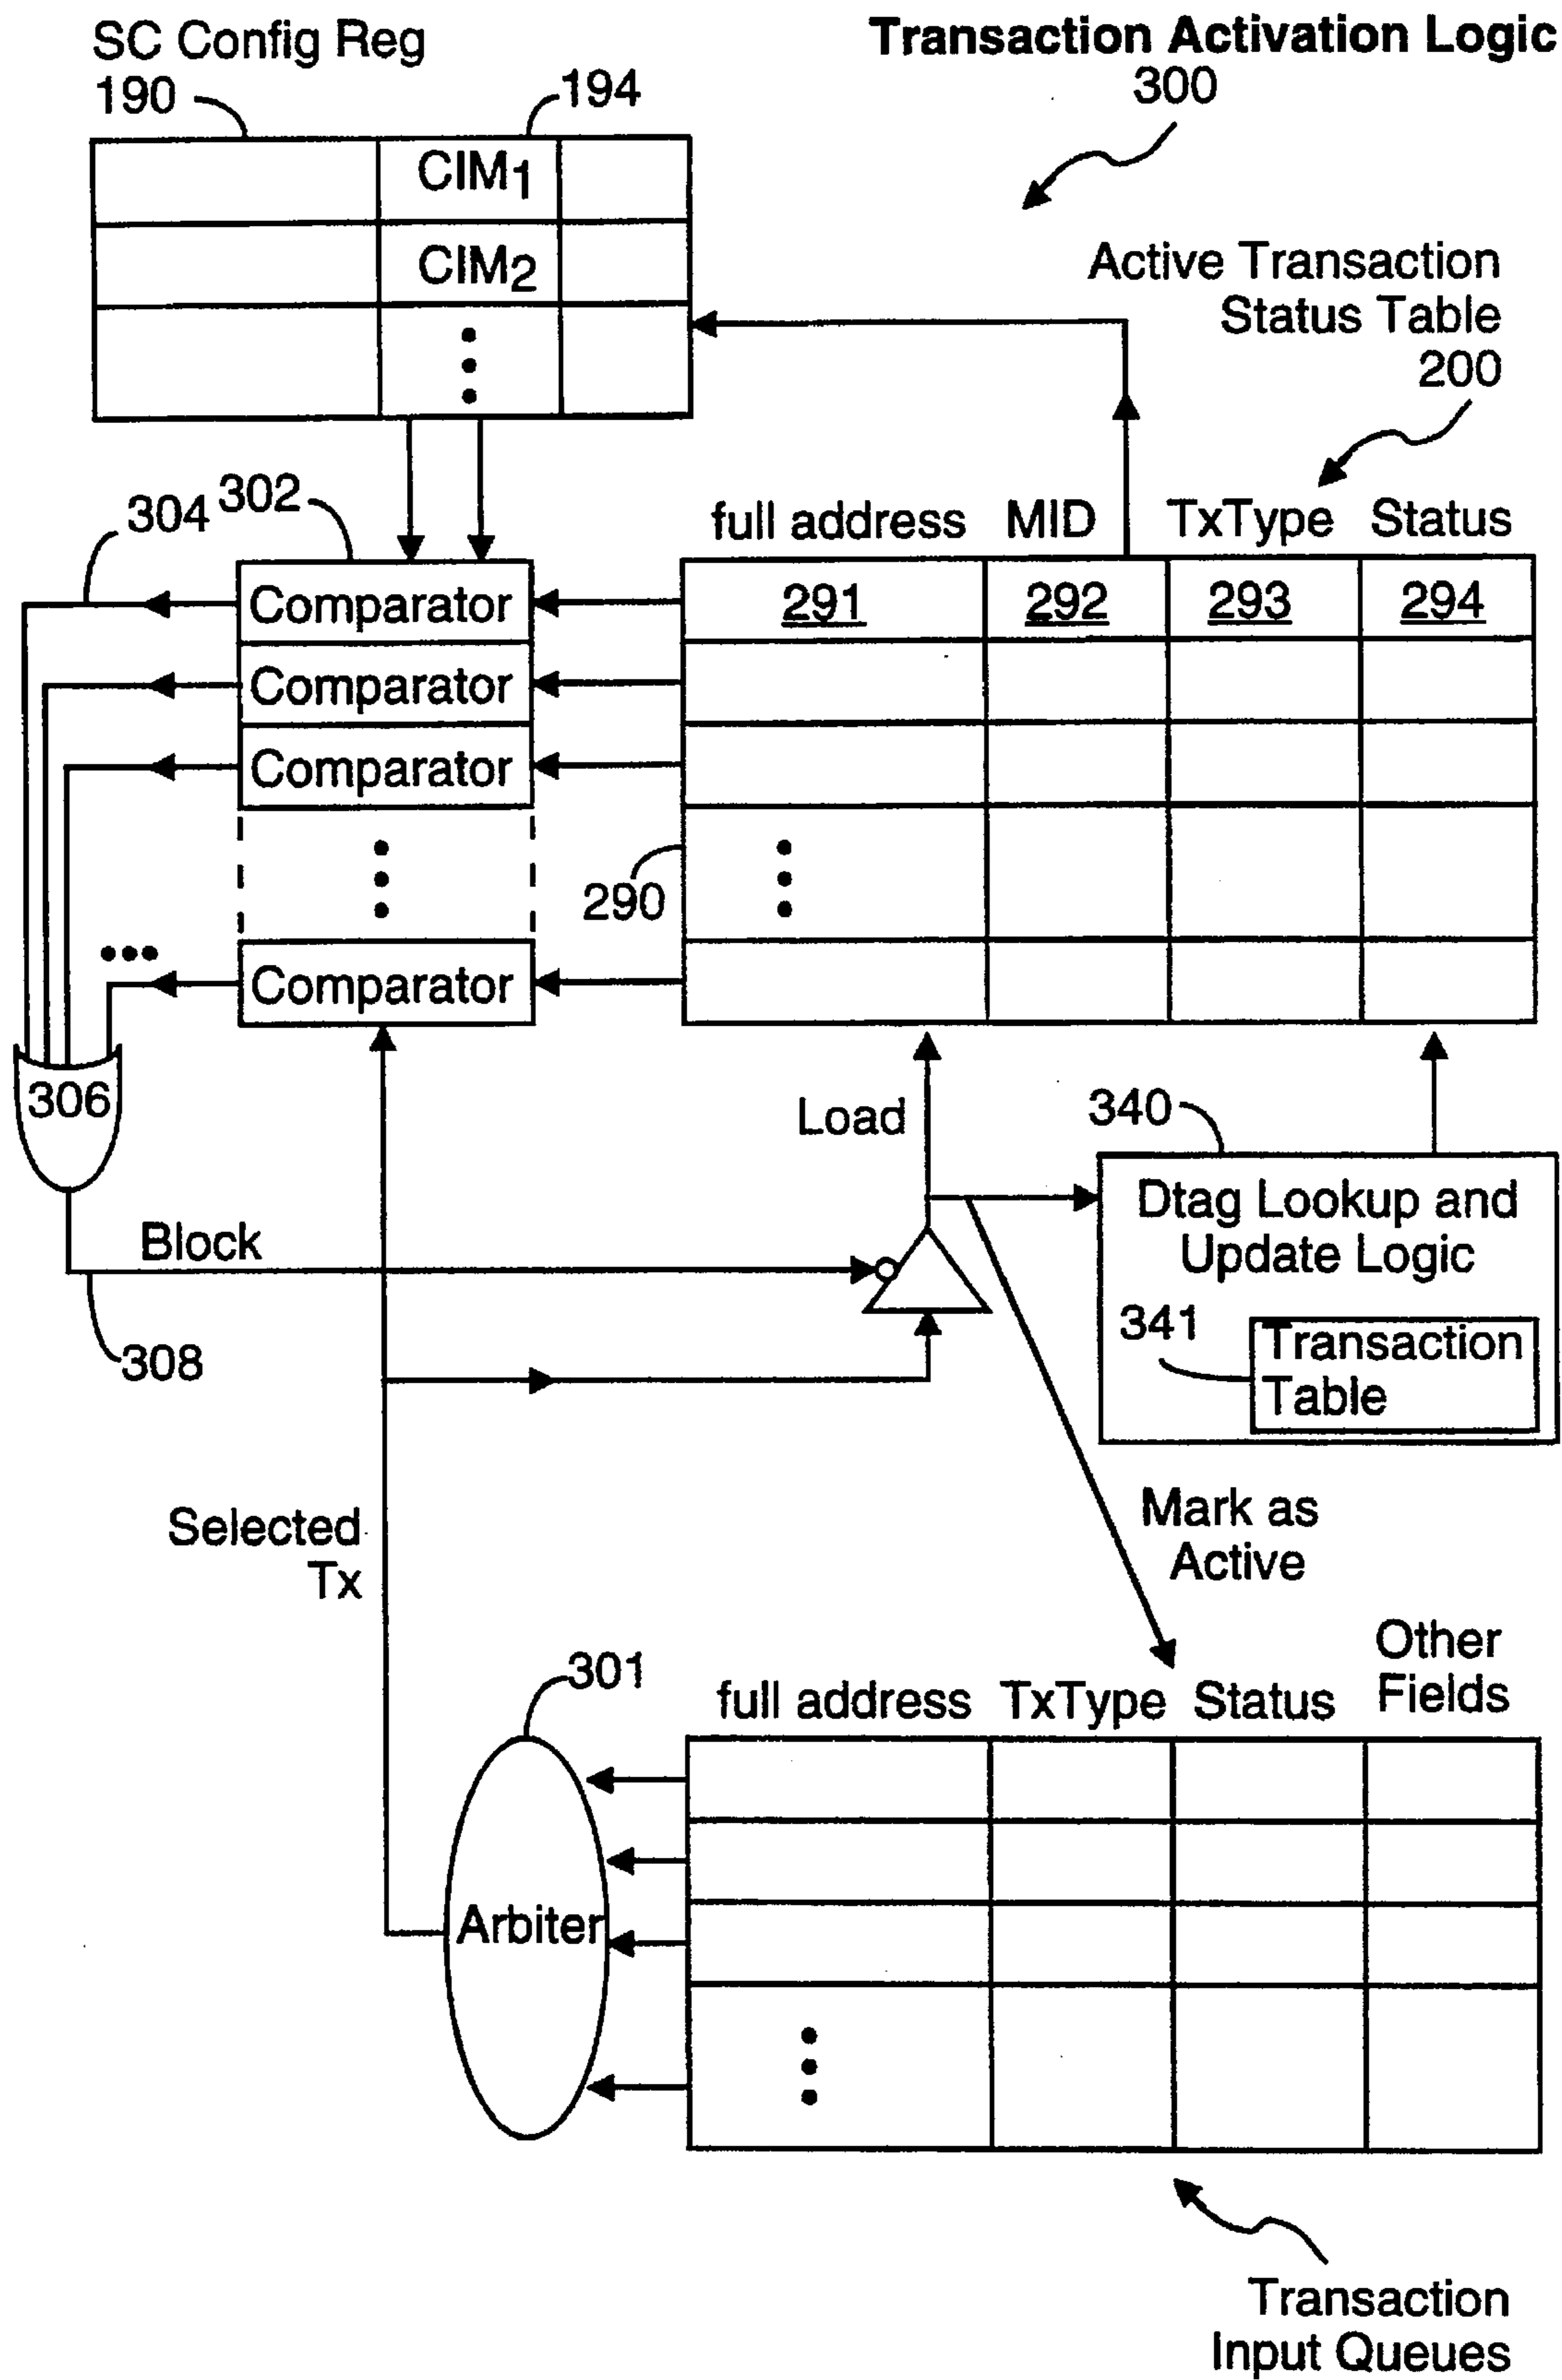 SC Config Reg
190
194
Transaction Activation Logic
300
CIM1
CIM2
Active Transaction
Status Table
200
304
302
full address MID TxType Status
Comparator
291 292 293 294
Comparator
Comparator
290
Comparator
306
Load
340
Dtag Lookup and
Update Logic
341
Transaction
Table
Block
308
Selected
Tx
Mark as
Active
301
full address TxType Status Other
Fields
Arbiter
Transaction
Input Queues